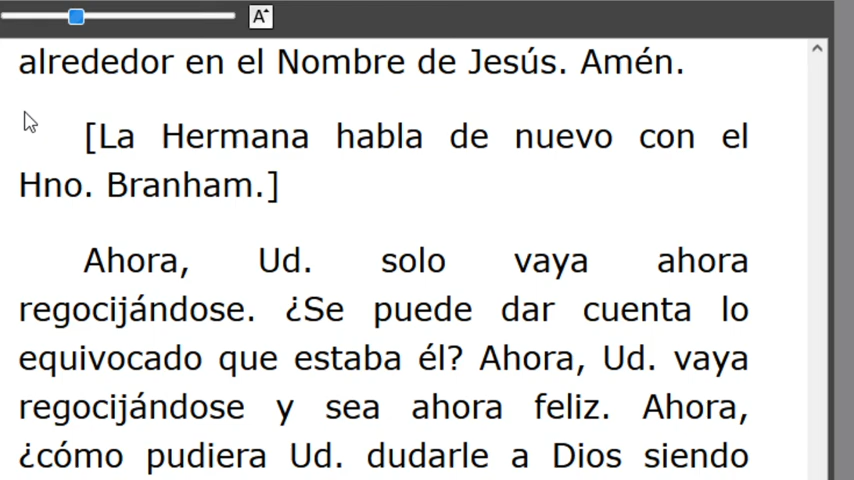 A
alrededor en el Nombre de Jesús. Amén.
[La Hermana habla de nuevo con el
Hno. Branham.]
Ahora, Ud. solo vaya ahora
regocijándose. ¿Se puede dar cuenta lo
equivocado que estaba él? Ahora, Ud. vaya
regocijándose y sea ahora feliz. Ahora,
¿cómo pudiera Ud. dudarle a Dios siendo